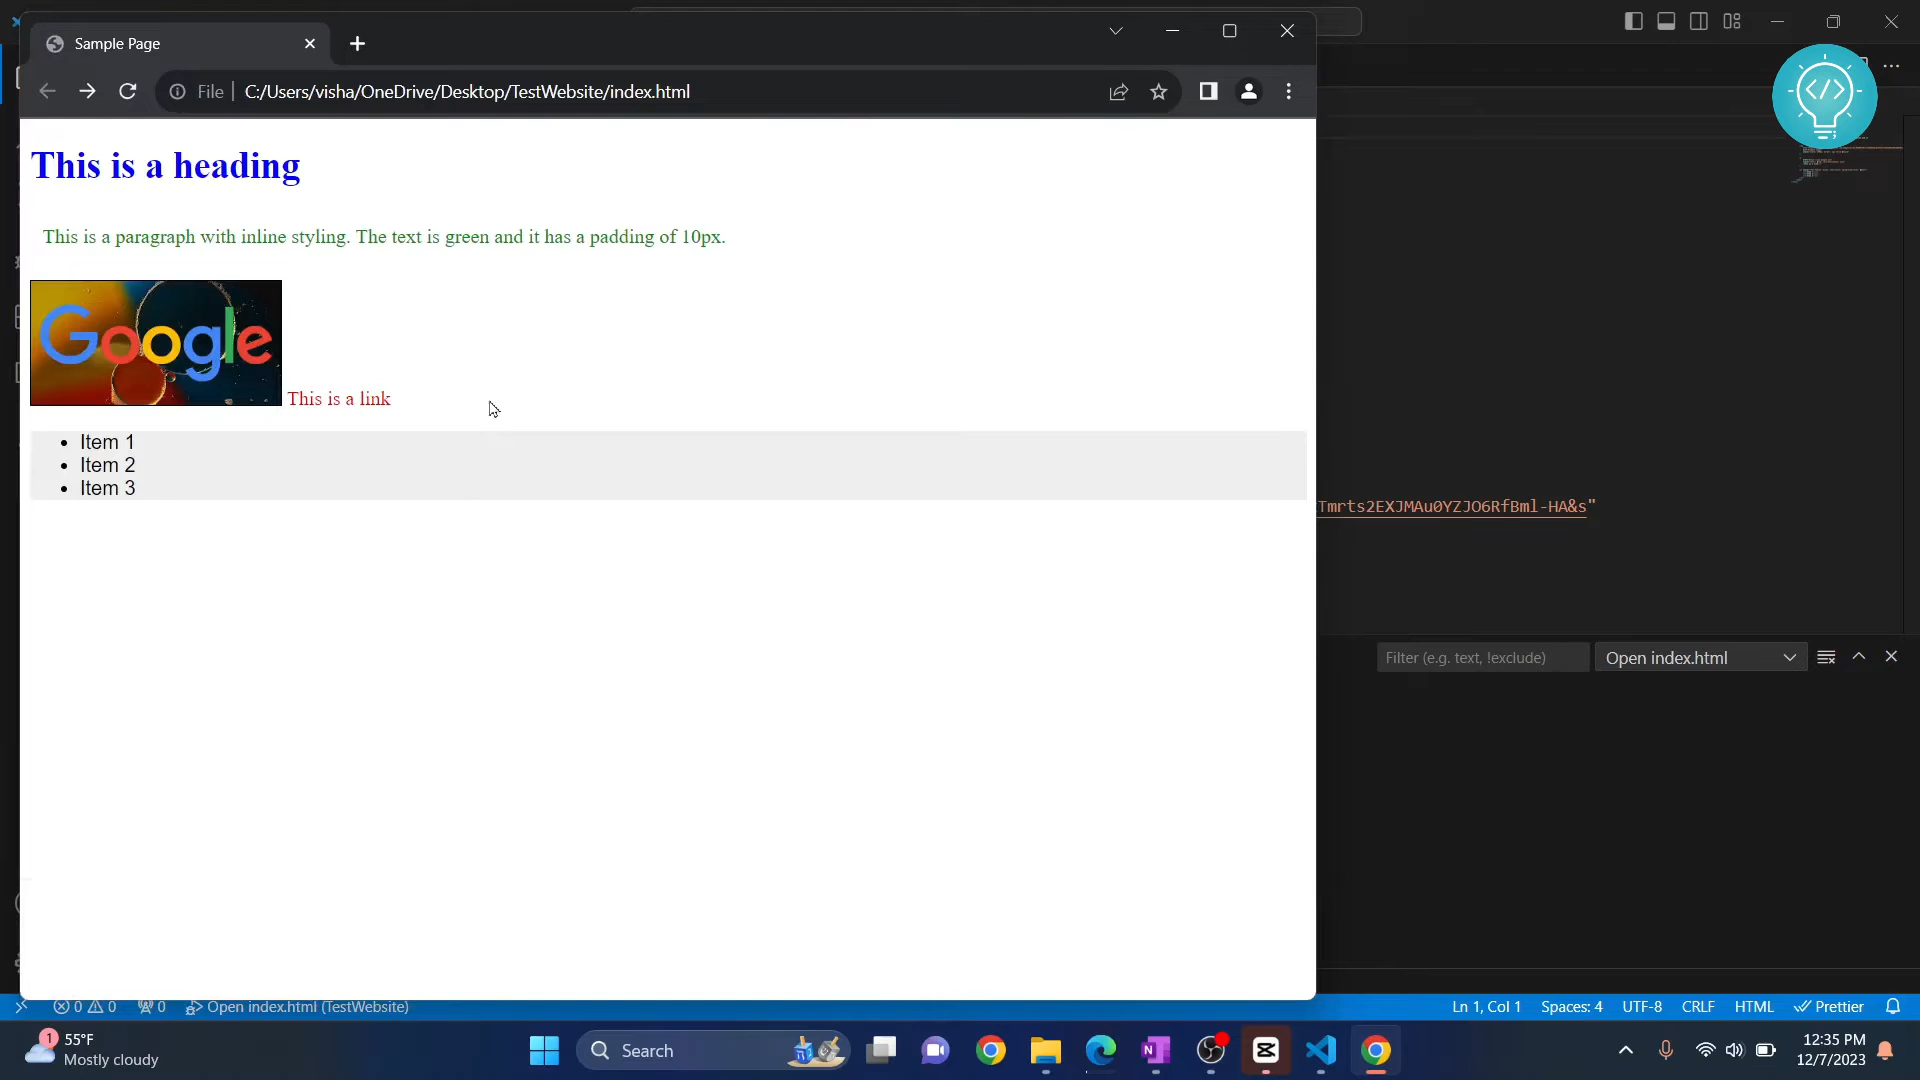 Sample Page
File
C:/Users/visha/OneDrive/Desktop/TestWebsite/index.html
This is a heading
This is a paragraph with inline styling. The text is green and it has a padding of 10px.
Google
This is a link
Item 1
Item 2
Item 3
Tmrts2EXJMAu0YZJO6RfBml-HA&s"
Filter (e.g. text, !exclude)
Open index.html
0 0 0 Open index.html (TestWebsite)
Ln 1, Col 1 Spaces: 4 UTF-8 CRLF HTML Prettier
1
55°F
Mostly cloudy
Search
12:35 PM
12/7/2023